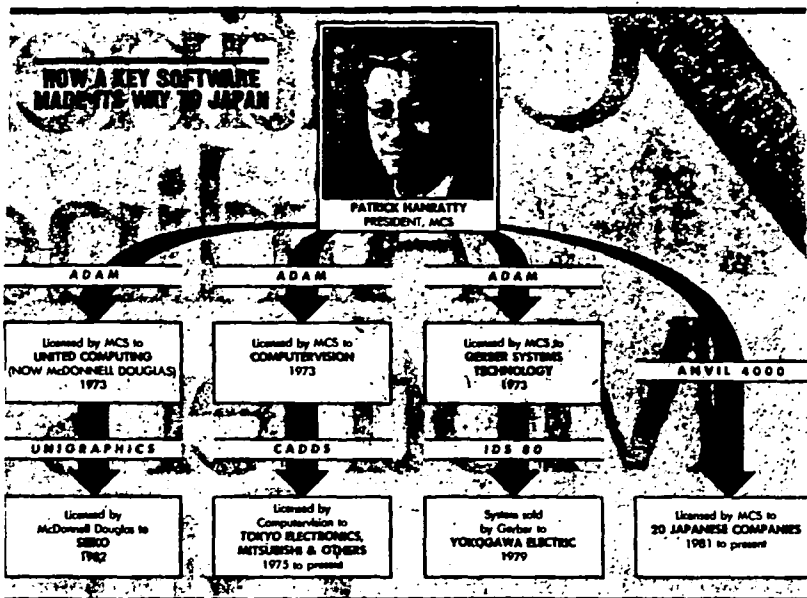 HOW A KEY SOFTWARE
MADE ITS WAY TO JAPAN
PATRICK HANRATTY
PRESIDENT, MCS
ADAM
ADAM
ADAM
Licensed by MCS to
UNITED COMPUTING
(NOW McDONNELL DOUGLAS)
1973
Licensed by MCS to
COMPUTERVISION
1973
Licensed by MCS to
GERBER SYSTEMS
TECHNOLOGY
1973
ANVIL 4000
UNIGRAPHICS
CADDS
IDS 80
Licensed by
McDonnell Douglas to
SEIKO
1982
Licensed by
Computervision to
TOKYO ELECTRONICS,
MITSUBISHI & OTHERS
1975 to present
System sold
by Gerber to
YOKOGAWA ELECTRIC
1979
Licensed by MCS to
20 JAPANESE COMPANIES
1981 to present